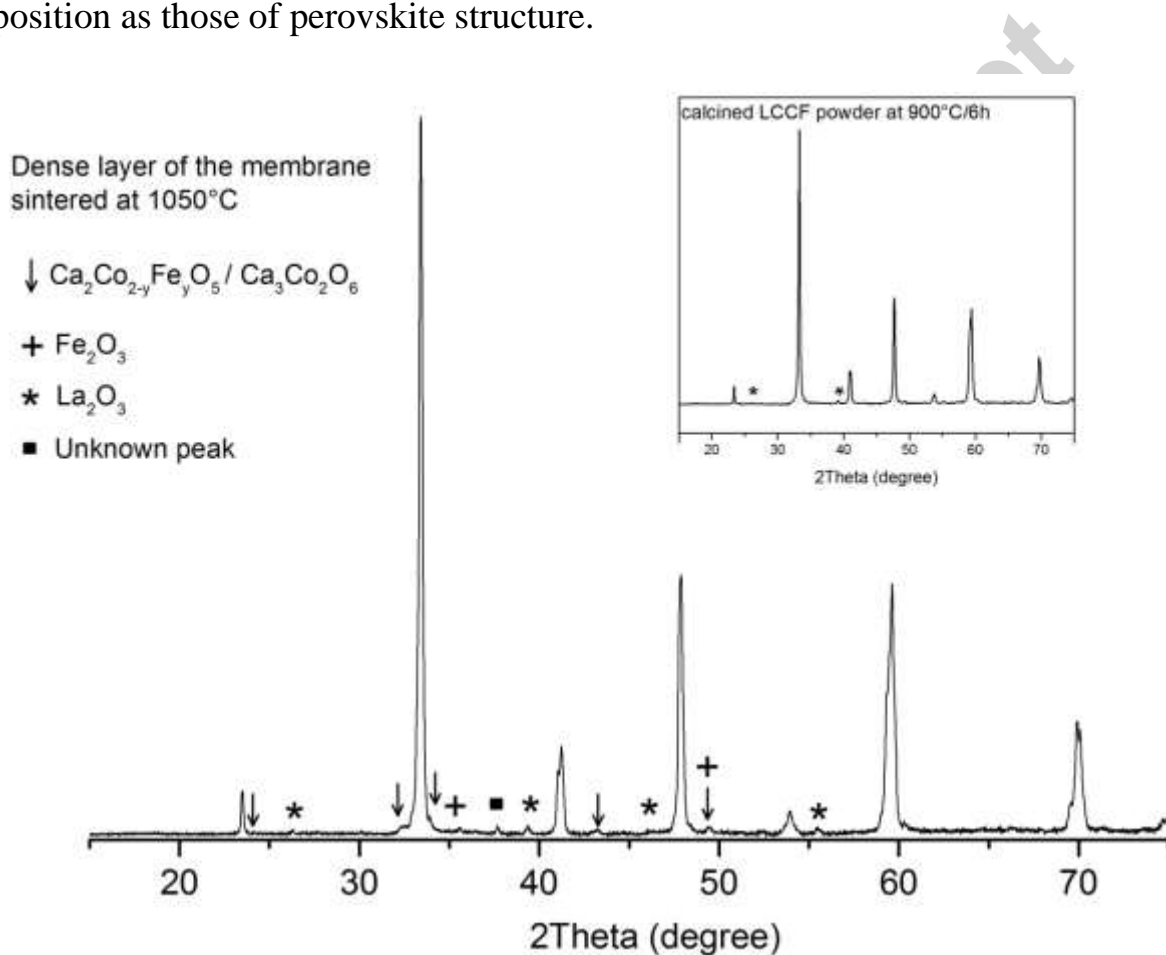 position as those of perovskite structure.
calcined LCCF powder at 900°C/6h
Dense layer of the membrane
sintered at 1050°C
↓ Ca₂Co₂₋yFeyO₅ / Ca₃Co₂O₆
+ Fe₂O₃
* La₂O₃
■ Unknown peak
20 30 40 50 60 70
2Theta (degree)
20 30 40 50 60 70
2Theta (degree)